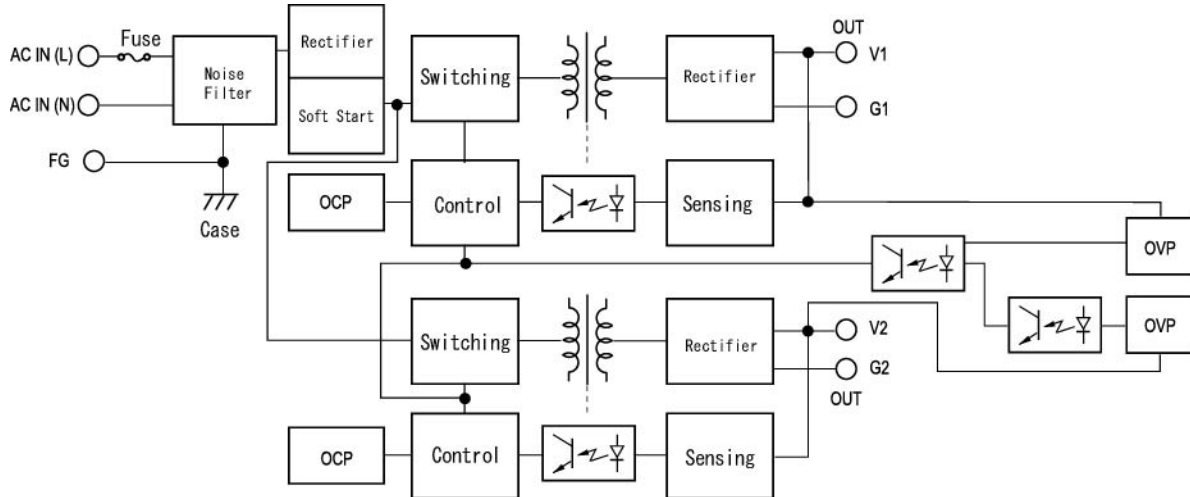 OUT
AC IN (L)
Fuse
Noise
Filter
Rectifier
Soft Start
Switching
Rectifier
V1
AC IN (N)
G1
FG
Case
OCP
Control
Sensing
OVP
Switching
Rectifier
V2
G2
OUT
OVP
OCP
Control
Sensing